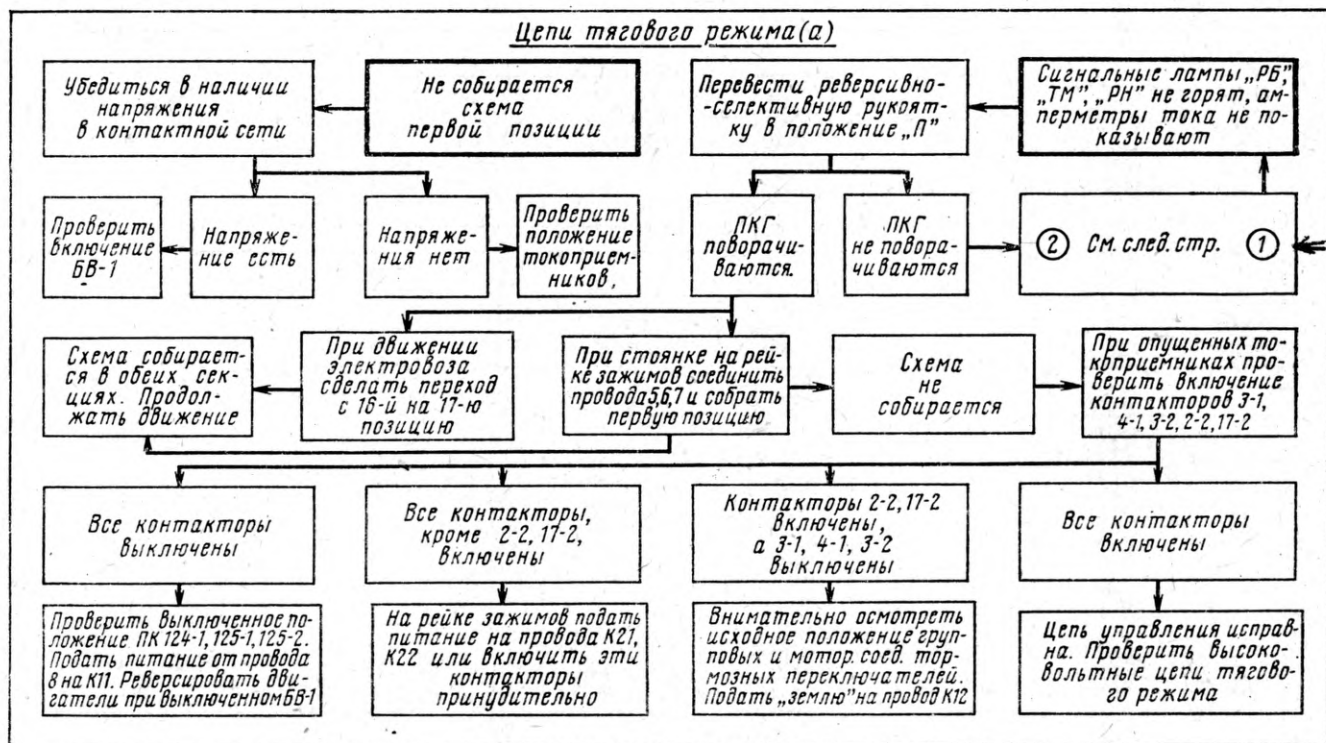 Цепи тягового режима(а)
Убедиться в наличии
напряжения
в контактной сети
Не собирается
схема
первой позиции
Перевести реверсивно-
-селективную рукоят-
ку в положение „П"
Сигнальные лампы „РБ",
„ТМ", „РН" не горят, ам-
перметры тока не по-
казывают
Проверить
включение
БВ-1
Напряже-
ние есть
Напряже-
ния нет
Проверить
положение
токоприем-
ников,
ПКГ
поворачи-
ваются.
ПКГ
не повора-
чиваются
2 См. след. стр. 1
Схема собирает-
ся в обеих сек-
циях. Продол-
жать движение
При движении
электровоза
сделать переход
с 16-й на 17-ю
позицию
При стоянке на рей-
ке зажимов соединить
провода 5,6,7 и собрать
первую позицию
Схема
не
собирается
При опущенных то-
коприемниках про-
верить включение
контакторов 3-1,
4-1, 3-2, 2-2, 17-2
Все контакторы
выключены
Все контакторы,
кроме 2-2, 17-2,
включены
Контакторы 2-2, 17-2
включены,
а 3-1, 4-1, 3-2
выключены
Все контакторы
включены
Проверить выключенное по-
ложение ПК 124-1, 125-1, 125-2.
Подать питание от провода
8 на К11. Реверсировать дви-
гатели при выключенном БВ-1
На рейке зажимов подать
питание на провода К21,
К22 или включить эти
контакторы
принудительно
Внимательно осмотреть
исходное положение груп-
повых и мотор. соед. тор-
мозных переключателей.
Подать „землю" на провод К12
Цепь управления исправ-
на. Проверить высоко-
вольтные цепи тягово-
го режима